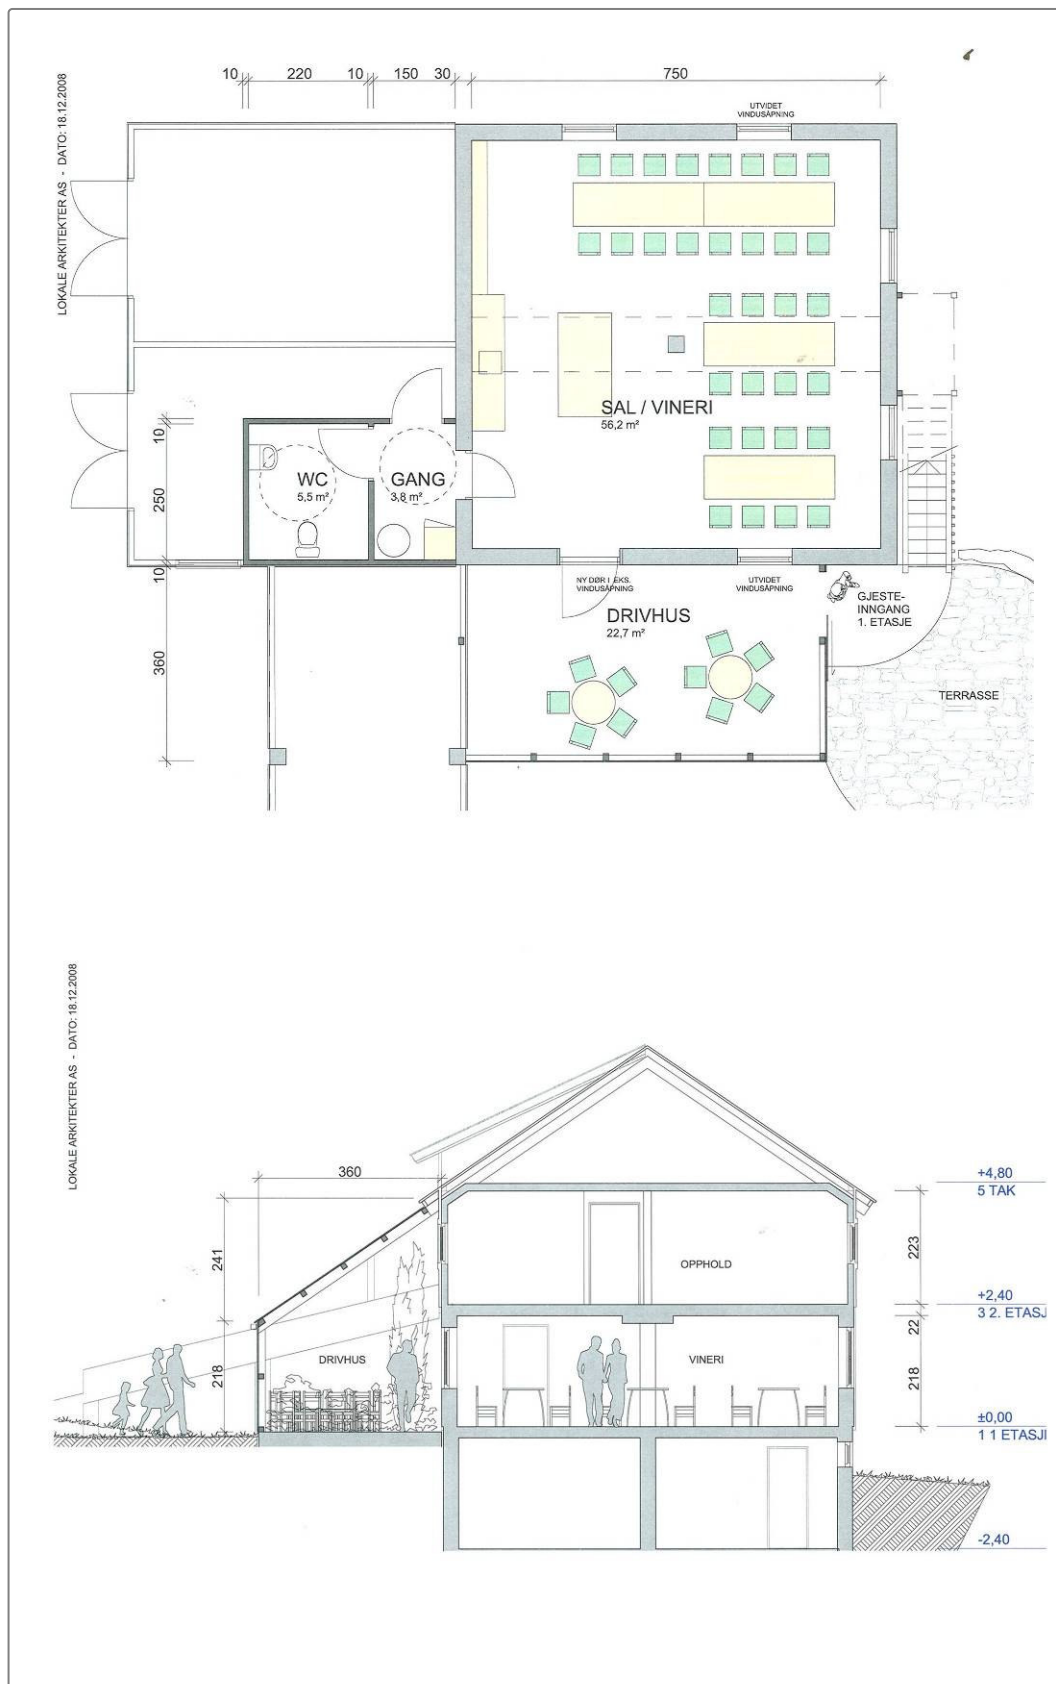 LOKALE ARKITEKTER AS - DATO: 18.12.2008
10 220 10 150 30 750
UTVIDET
VINDUSÅPNING
SAL / VINERI
56,2 m²
WC
5,5 m²
GANG
3,8 m²
10
250
10
360
NY DØR I EKS.
VINDUSÅPNING
UTVIDET
VINDUSÅPNING
DRIVHUS
22,7 m²
GJESTE-
INNGANG
1. ETASJE
TERRASSE
LOKALE ARKITEKTER AS - DATO: 18.12.2008
360
+4,80
5 TAK
241
223
OPPHOLD
+2,40
3 2. ETASJ
22
DRIVHUS
VINERI
218
218
±0,00
1 1 ETASJI
-2,40